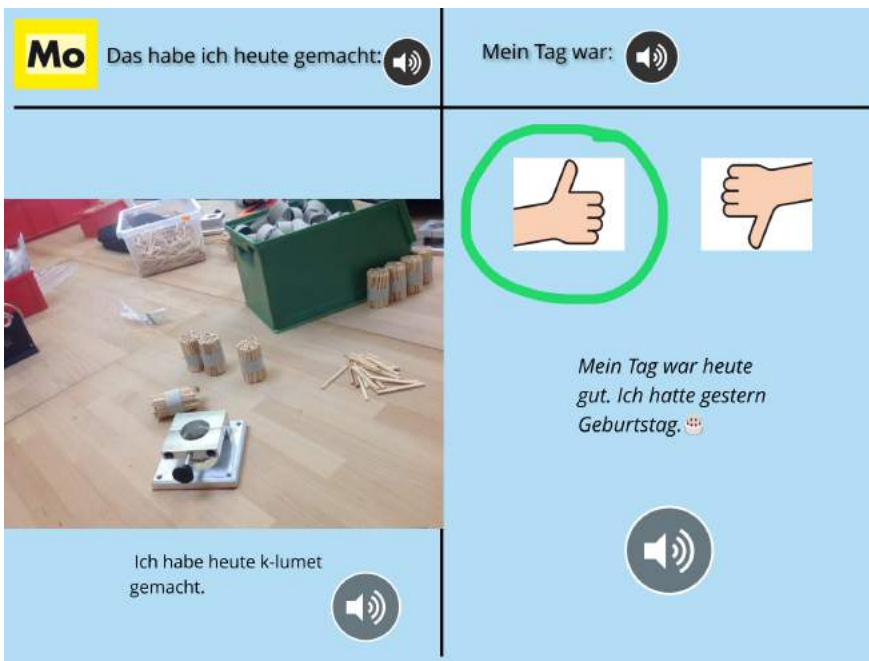 Mo
Das habe ich heute gemacht:
Mein Tag war:
Ich habe heute k-lumet
gemacht.
Mein Tag war heute
gut. Ich hatte gestern
Geburtstag.🎂